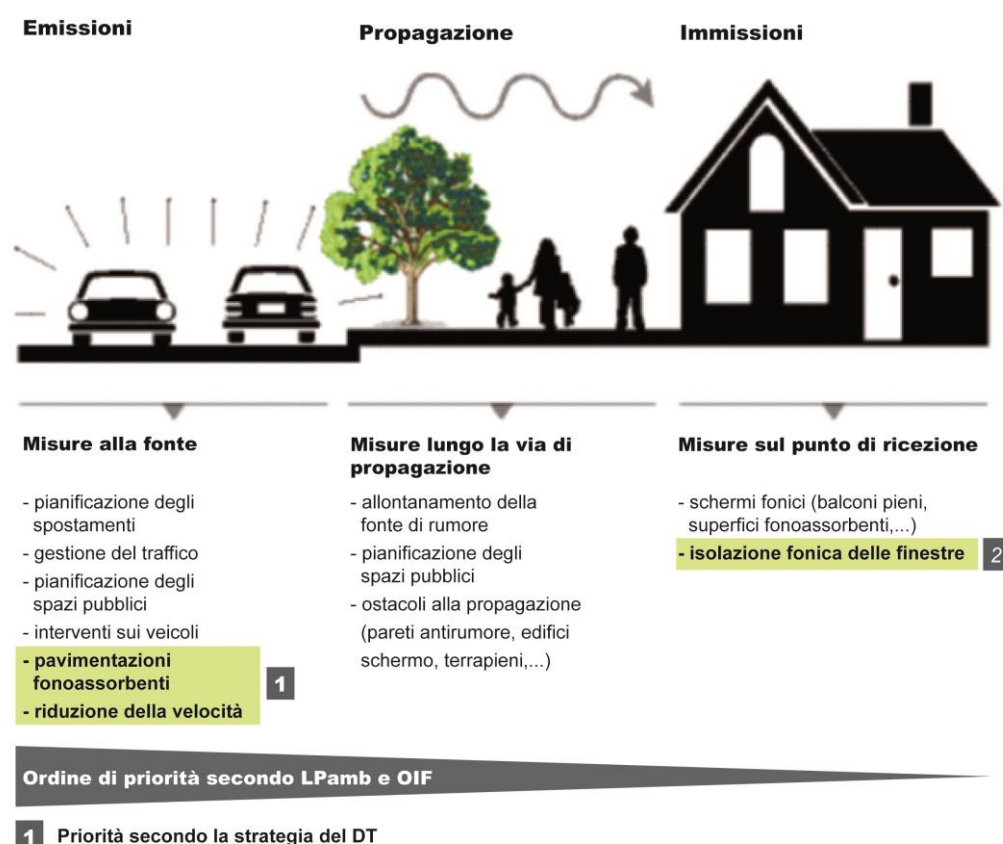 Emissioni
Propagazione
Immissioni
Misure alla fonte
- pianificazione degli
spostamenti
- gestione del traffico
- pianificazione degli
spazi pubblici
- interventi sui veicoli
- pavimentazioni
fonoassorbenti
- riduzione della velocità
1
Misure lungo la via di
propagazione
- allontanamento della
fonte di rumore
- pianificazione degli
spazi pubblici
- ostacoli alla propagazione
(pareti antirumore, edifici
schermo, terrapieni,...)
Misure sul punto di ricezione
- schermi fonici (balconi pieni,
superfici fonoassorbenti,...)
- isolazione fonica delle finestre
2
Ordine di priorità secondo LPamb e OIF
1 Priorità secondo la strategia del DT